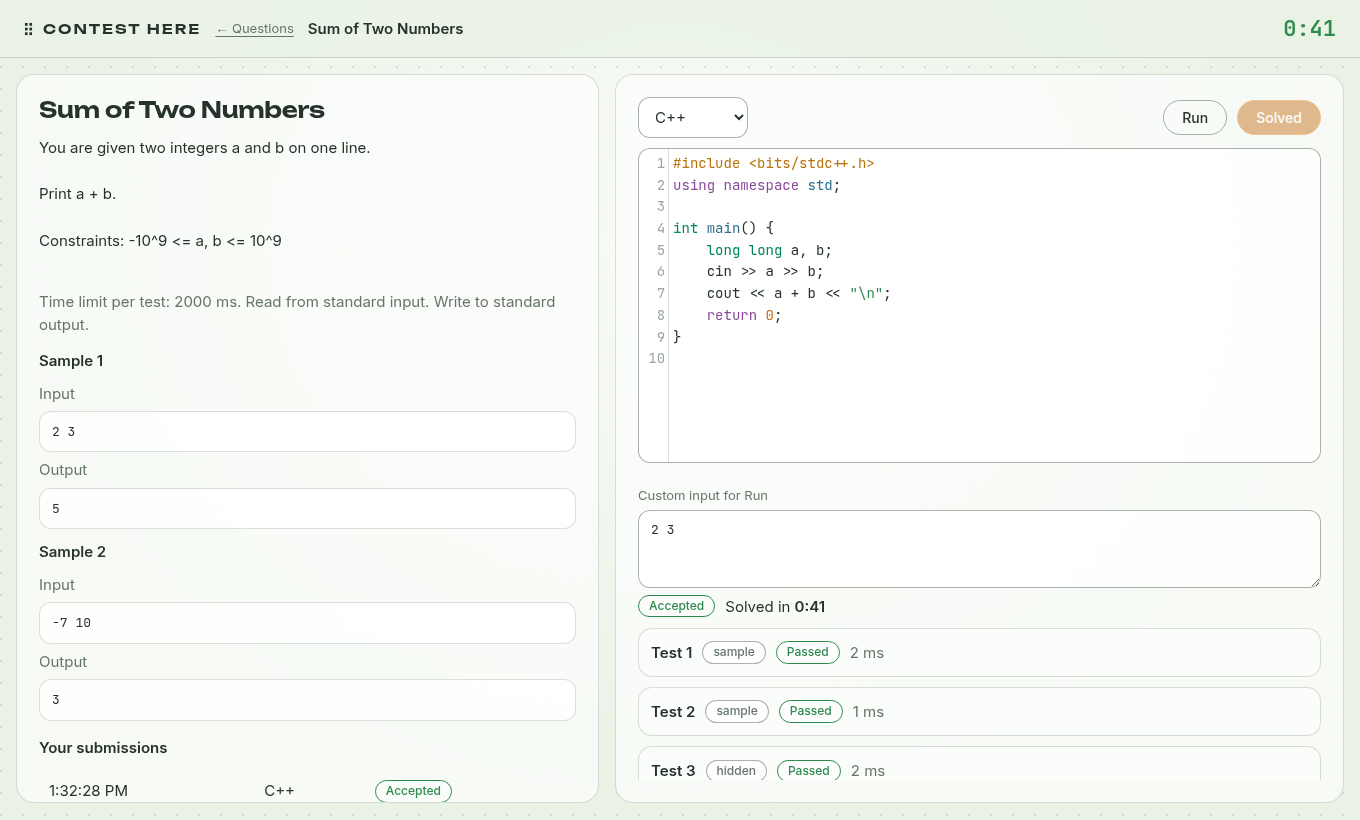 CONTEST HERE ← Questions Sum of Two Numbers 0:41
Sum of Two Numbers
You are given two integers a and b on one line.
Print a + b.
Constraints: -10^9 <= a, b <= 10^9
Time limit per test: 2000 ms. Read from standard input. Write to standard
output.
Sample 1
Input
2 3
Output
5
Sample 2
Input
-7 10
Output
3
Your submissions
1:32:28 PM C++ Accepted
C++ Run Solved
1 #include <bits/stdc++.h>
2 using namespace std;
3
4 int main() {
5     long long a, b;
6     cin >> a >> b;
7     cout << a + b << "\n";
8     return 0;
9 }
10
Custom input for Run
2 3
Accepted Solved in 0:41
Test 1 sample Passed 2 ms
Test 2 sample Passed 1 ms
Test 3 hidden Passed 2 ms